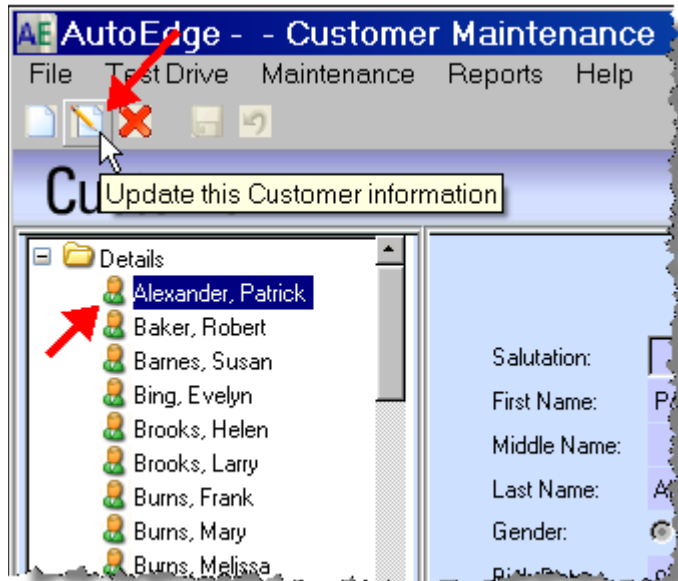 AE AutoEdge - - Customer Maintenance
File Test Drive Maintenance Reports Help
Update this Customer information
Details
Alexander, Patrick
Baker, Robert
Barnes, Susan
Bing, Evelyn
Brooks, Helen
Brooks, Larry
Burns, Frank
Burns, Mary
Burns, Melissa
Salutation:
First Name:
Middle Name:
Last Name:
Gender: